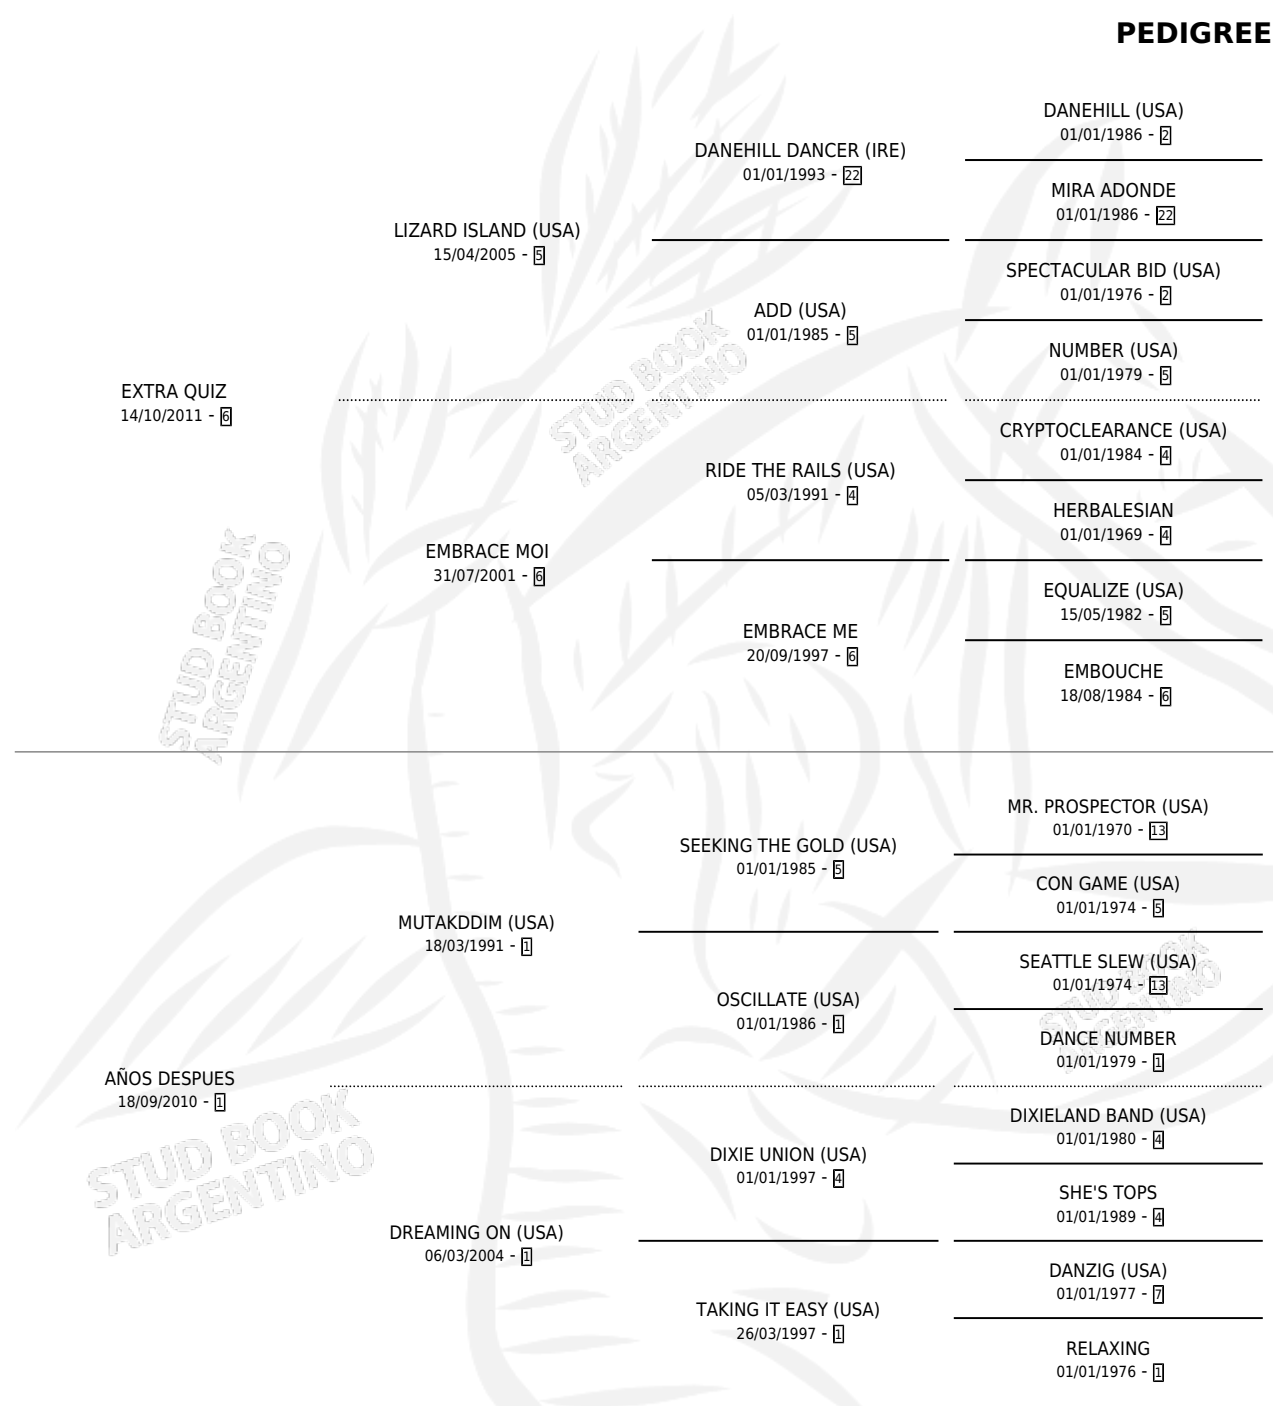 PEDIGREE
DANEHILL (USA)
01/01/1986 - 2
DANEHILL DANCER (IRE)
01/01/1993 - 22
MIRA ADONDE
01/01/1986 - 22
LIZARD ISLAND (USA)
15/04/2005 - 5
SPECTACULAR BID (USA)
01/01/1976 - 2
ADD (USA)
01/01/1985 - 5
NUMBER (USA)
01/01/1979 - 5
EXTRA QUIZ
14/10/2011 - 6
STUD BOOK
ARGENTINO
CRYPTOCLEARANCE (USA)
01/01/1984 - 4
RIDE THE RAILS (USA)
05/03/1991 - 4
HERBALESIAN
01/01/1969 - 4
EMBRACE MOI
31/07/2001 - 6
EQUALIZE (USA)
15/05/1982 - 5
EMBRACE ME
20/09/1997 - 6
EMBOUCHE
18/08/1984 - 6
STUD BOOK
ARGENTINO
MR. PROSPECTOR (USA)
01/01/1970 - 13
SEEKING THE GOLD (USA)
01/01/1985 - 5
CON GAME (USA)
01/01/1974 - 5
MUTAKDDIM (USA)
18/03/1991 - 1
SEATTLE SLEW (USA)
01/01/1974 - 13
OSCILLATE (USA)
01/01/1986 - 1
DANCE NUMBER
01/01/1979 - 1
STUD BOOK
ARGENTINO
AÑOS DESPUES
18/09/2010 - 1
DIXIELAND BAND (USA)
01/01/1980 - 4
DIXIE UNION (USA)
01/01/1997 - 4
SHE'S TOPS
01/01/1989 - 4
STUD BOOK
ARGENTINO
DREAMING ON (USA)
06/03/2004 - 1
DANZIG (USA)
01/01/1977 - 7
TAKING IT EASY (USA)
26/03/1997 - 1
RELAXING
01/01/1976 - 1